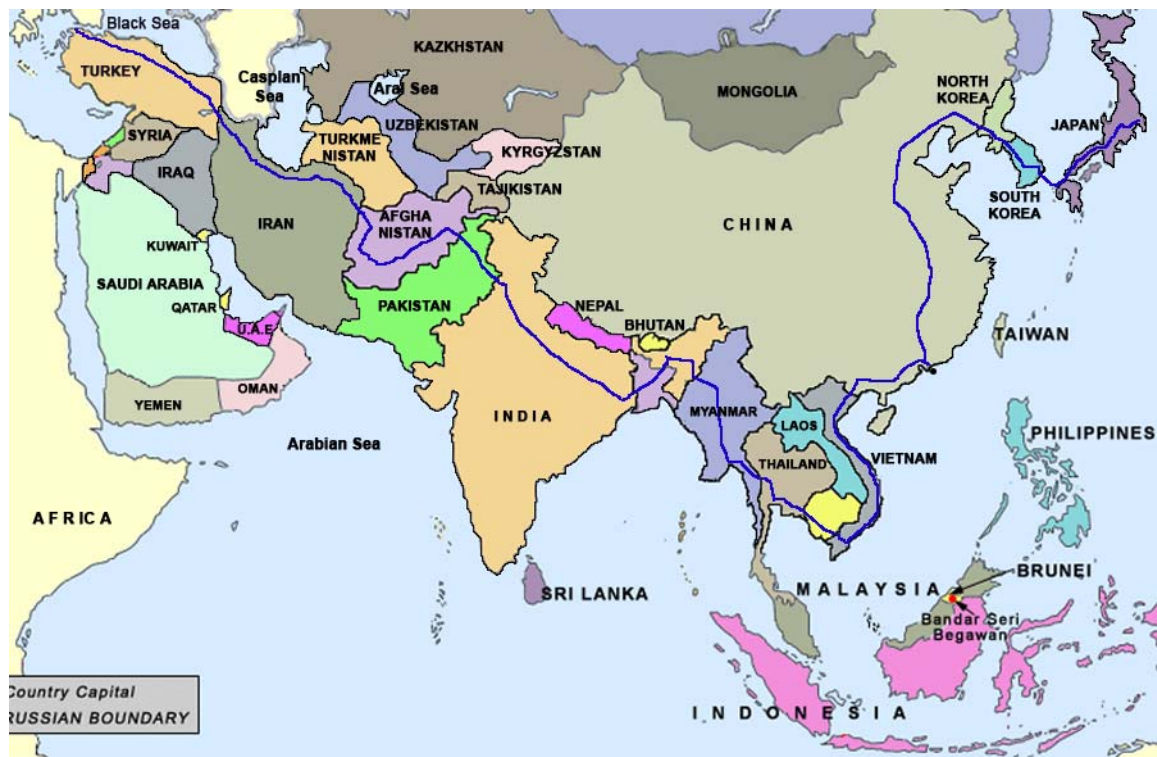 Black Sea
KAZKHSTAN
TURKEY
Caspian
Sea
Aral Sea
MONGOLIA
NORTH
KOREA
JAPAN
UZBEKISTAN
SYRIA
TURKME
NISTAN
KYRGYZSTAN
IRAQ
TAJIKISTAN
SOUTH
KOREA
IRAN
AFGHA
NISTAN
CHINA
KUWAIT
SAUDI ARABIA
QATAR
PAKISTAN
NEPAL
BHUTAN
U.A.E
TAIWAN
OMAN
YEMEN
INDIA
MYANMAR
LAOS
Arabian Sea
PHILIPPINES
THAILAND
VIETNAM
AFRICA
SRI LANKA
MALAYSIA
BRUNEI
Bandar Seri
Begawan
Country Capital
RUSSIAN BOUNDARY
INDONESIA